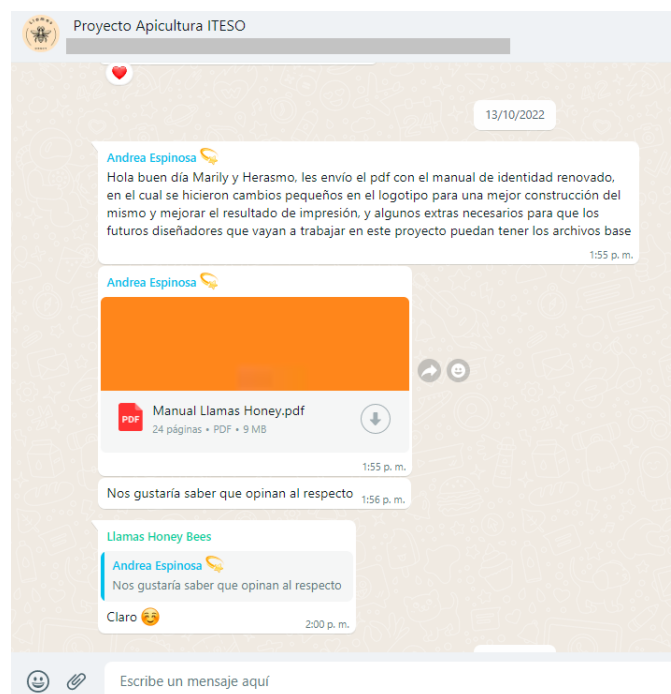 Llamas
Proyecto Apicultura ITESO
13/10/2022
Andrea Espinosa
Hola buen día Marily y Herasmo, les envío el pdf con el manual de identidad renovado,
en el cual se hicieron cambios pequeños en el logotipo para una mejor construcción del
mismo y mejorar el resultado de impresión, y algunos extras necesarios para que los
futuros diseñadores que vayan a trabajar en este proyecto puedan tener los archivos base
1:55 p. m.
Andrea Espinosa
PDF
Manual Llamas Honey.pdf
24 páginas • PDF • 9 MB
1:55 p. m.
Nos gustaría saber que opinan al respecto
1:56 p. m.
Llamas Honey Bees
Andrea Espinosa
Nos gustaría saber que opinan al respecto
Claro ☺️
2:00 p. m.
Escribe un mensaje aquí